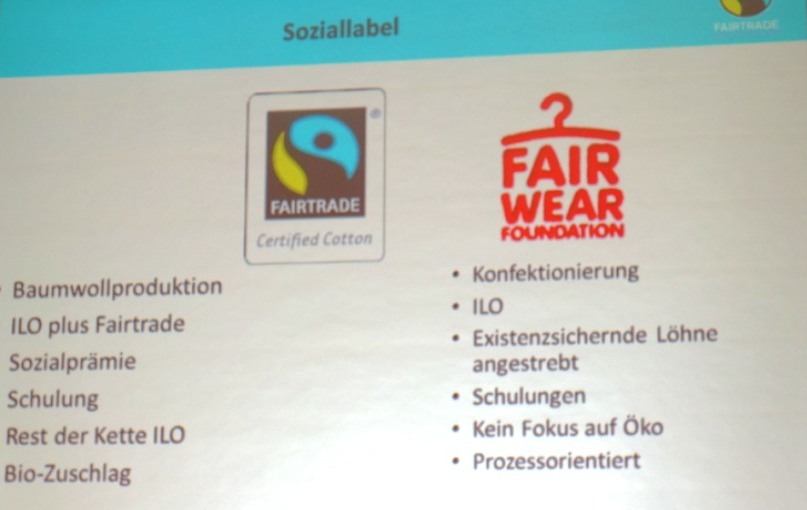 Soziallabel
FAIRTRADE
FAIRTRADE
®
Certified Cotton
Baumwollproduktion
ILO plus Fairtrade
Sozialprämie
Schulung
Rest der Kette ILO
Bio-Zuschlag
FAIR
WEAR
FOUNDATION
• Konfektionierung
• ILO
• Existenzsichernde Löhne
angestrebt
• Schulungen
• Kein Fokus auf Öko
• Prozessorientiert